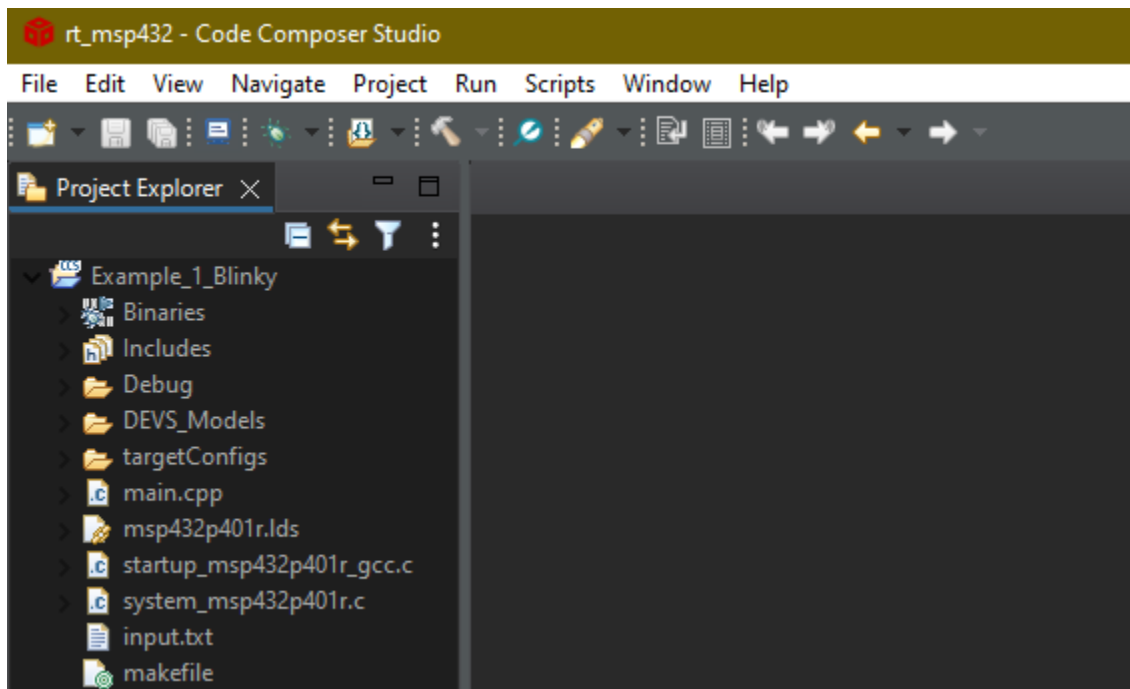 rt_msp432 - Code Composer Studio
File Edit View Navigate Project Run Scripts Window Help
Project Explorer
Example_1_Blinky
Binaries
Includes
Debug
DEVS_Models
targetConfigs
main.cpp
msp432p401r.lds
startup_msp432p401r_gcc.c
system_msp432p401r.c
input.txt
makefile